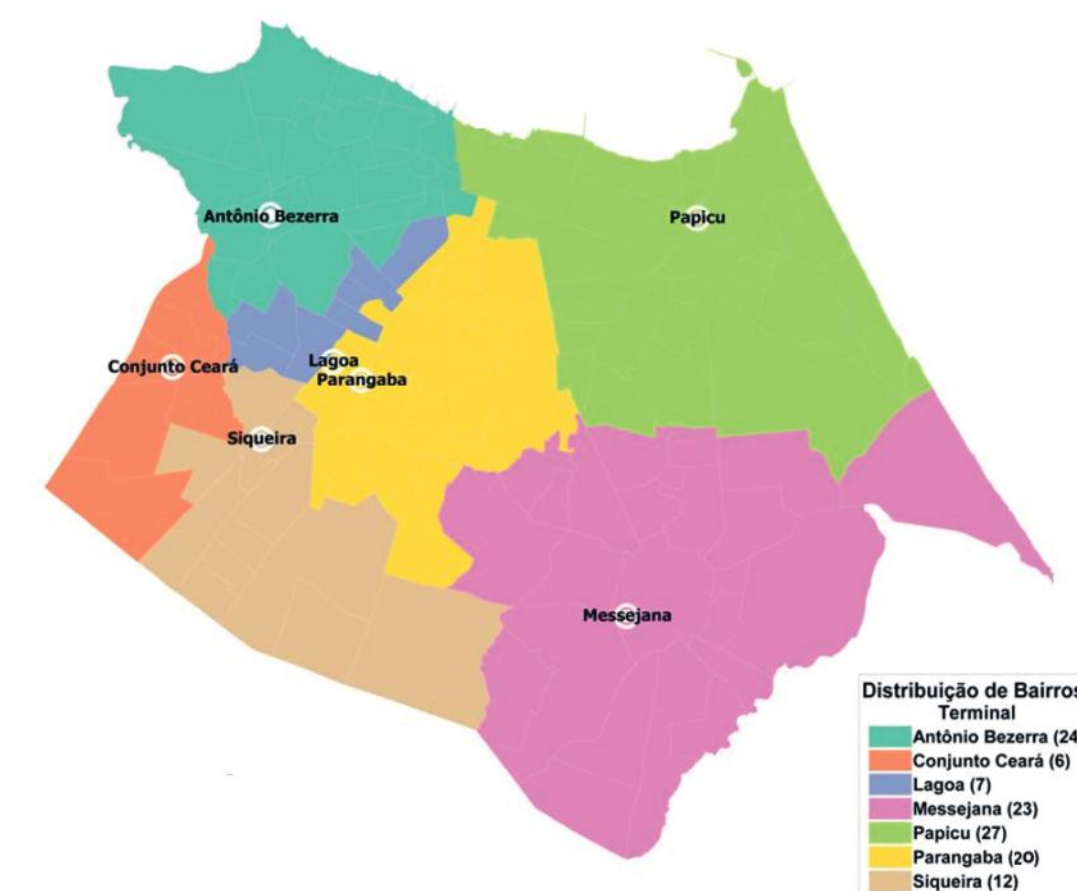 Antônio Bezerra
Papicu
Conjunto Ceará
Lagoa
Parangaba
Siqueira
Messejana
Distribuição de Bairros
Terminal
Antônio Bezerra (24
Conjunto Ceará (6)
Lagoa (7)
Messejana (23)
Papicu (27)
Parangaba (20)
Siqueira (12)